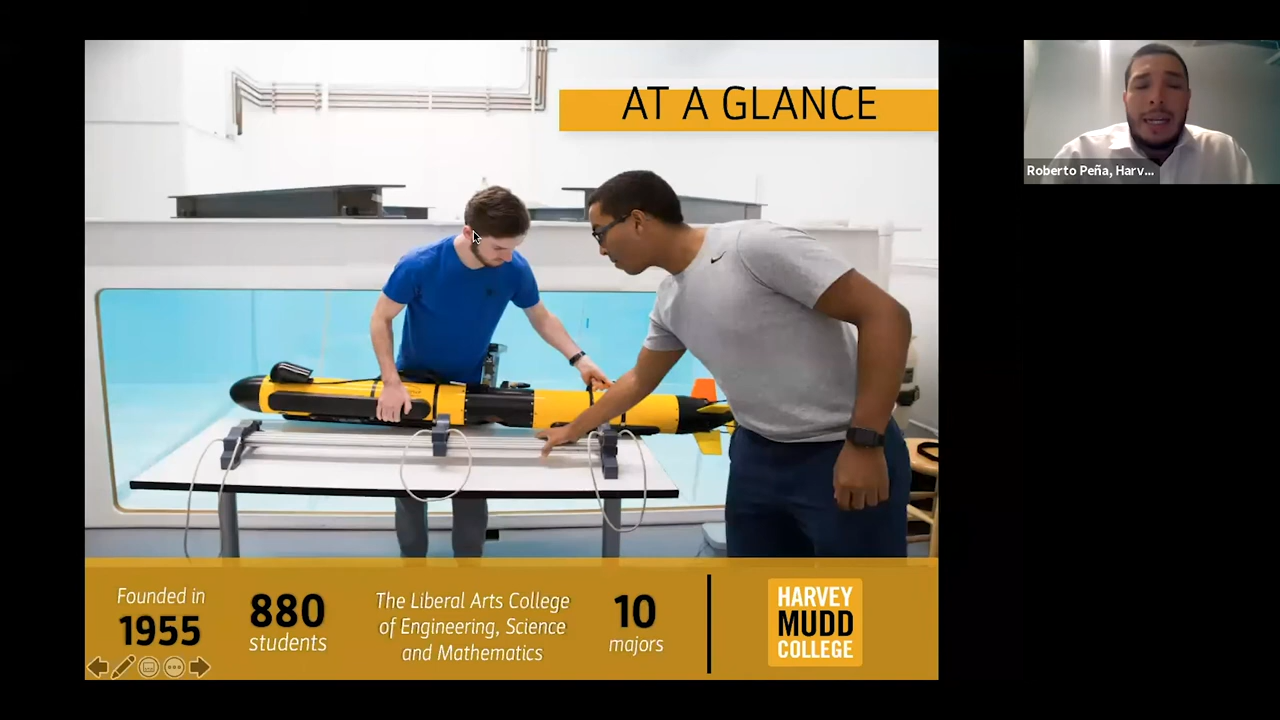 AT A GLANCE
Roberto Peña, Harv...
Founded in
1955
880
students
The Liberal Arts College
of Engineering, Science
and Mathematics
10
majors
HARVEY
MUDD
COLLEGE